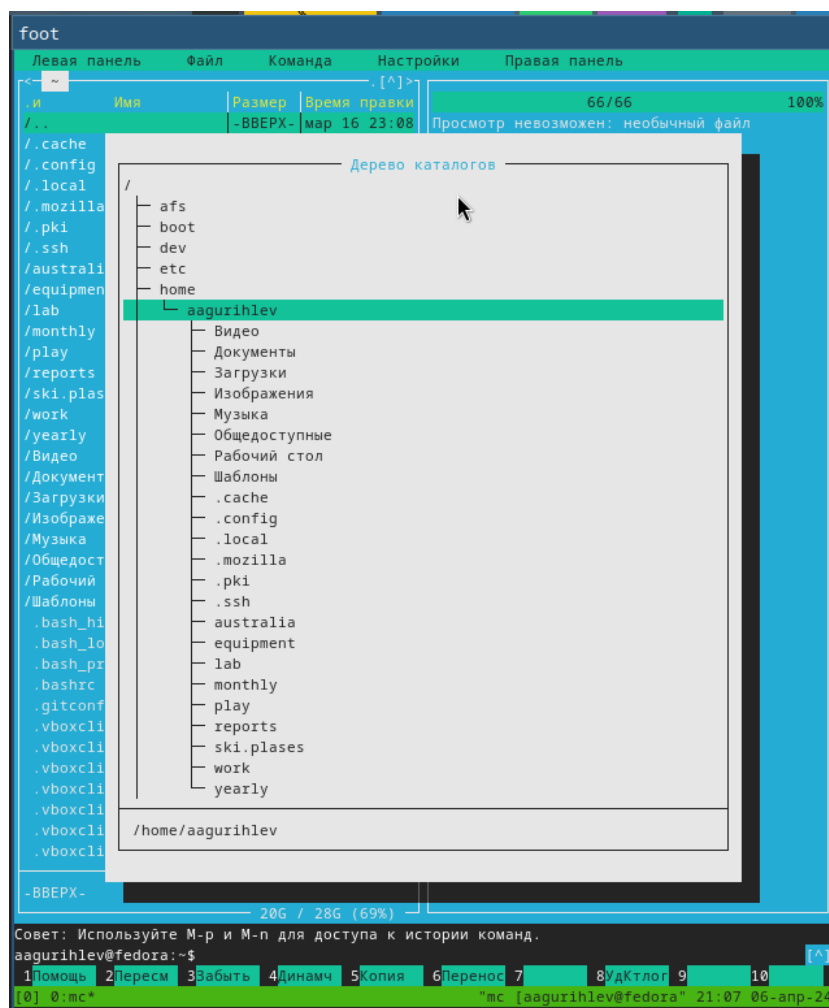 foot
Левая панель Файл Команда Настройки Правая панель
<─ ~ .[^]>
.и Имя Размер Время правки 66/66 100%
/.. -ВВЕРХ- мар 16 23:08 Просмотр невозможен: необычный файл
/.cache
/.config Дерево каталогов
/.local /
/.mozilla afs
/.pki boot
/.ssh dev
/australi etc
/equipmen home
/lab aagurihlev
/monthly Видео
/play Документы
/reports Загрузки
/ski.plas Изображения
/work Музыка
/yearly Общедоступные
/Видео Рабочий стол
/Документ Шаблоны
/Загрузки .cache
/Изображе .config
/Музыка .local
/Общедост .mozilla
/Рабочий .pki
/Шаблоны .ssh
.bash_hi australia
.bash_lo equipment
.bash_pr lab
.bashrc monthly
.gitconf play
.vboxcli reports
.vboxcli ski.plases
.vboxcli work
.vboxcli yearly
.vboxcli
.vboxcli /home/aagurihlev
.vboxcli
-ВВЕРХ-
20G / 28G (69%)
Совет: Используйте M-p и M-n для доступа к истории команд.
aagurihlev@fedora:~$ [^]
1Помощь 2Пересм 3Забыть 4Динамч 5Копия 6Перенос 7 8УдКтлог 9 10
[0] 0:mc* "mc [aagurihlev@fedora" 21:07 06-апр-24